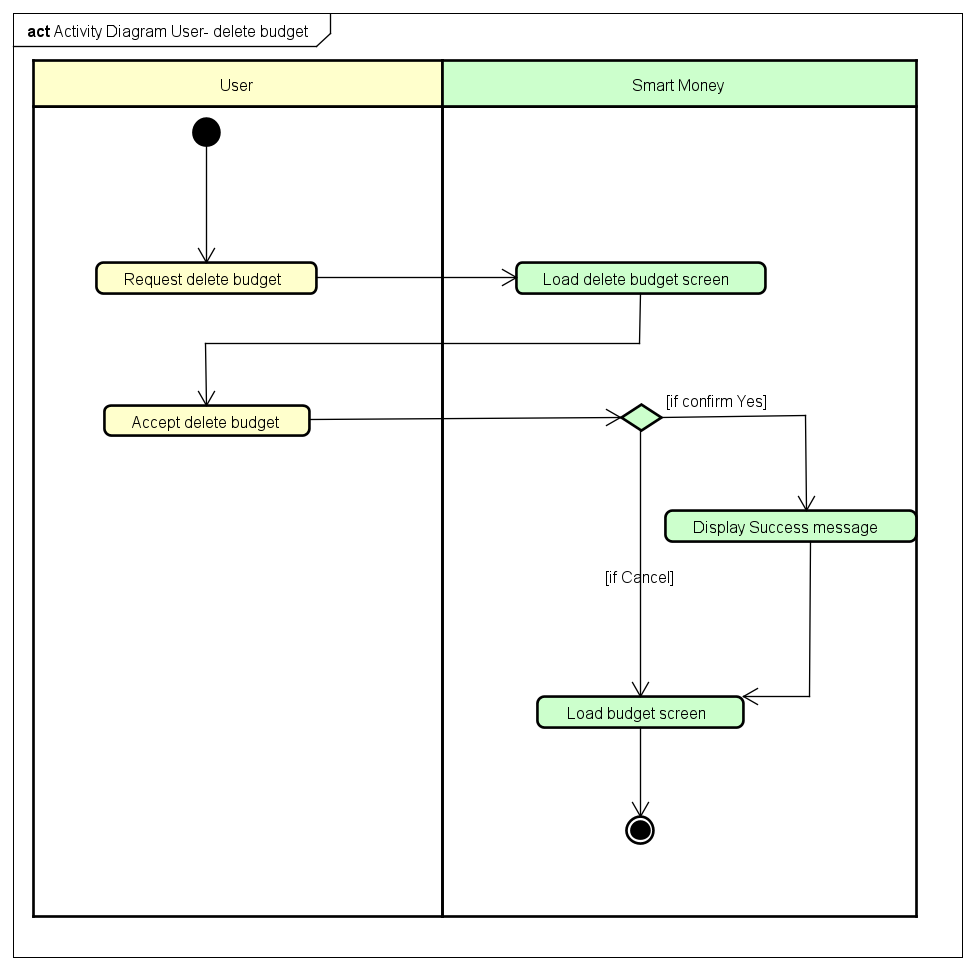 act Activity Diagram User- delete budget
User
Smart Money
Request delete budget
Load delete budget screen
[if confirm Yes]
Accept delete budget
Display Success message
[if Cancel]
Load budget screen